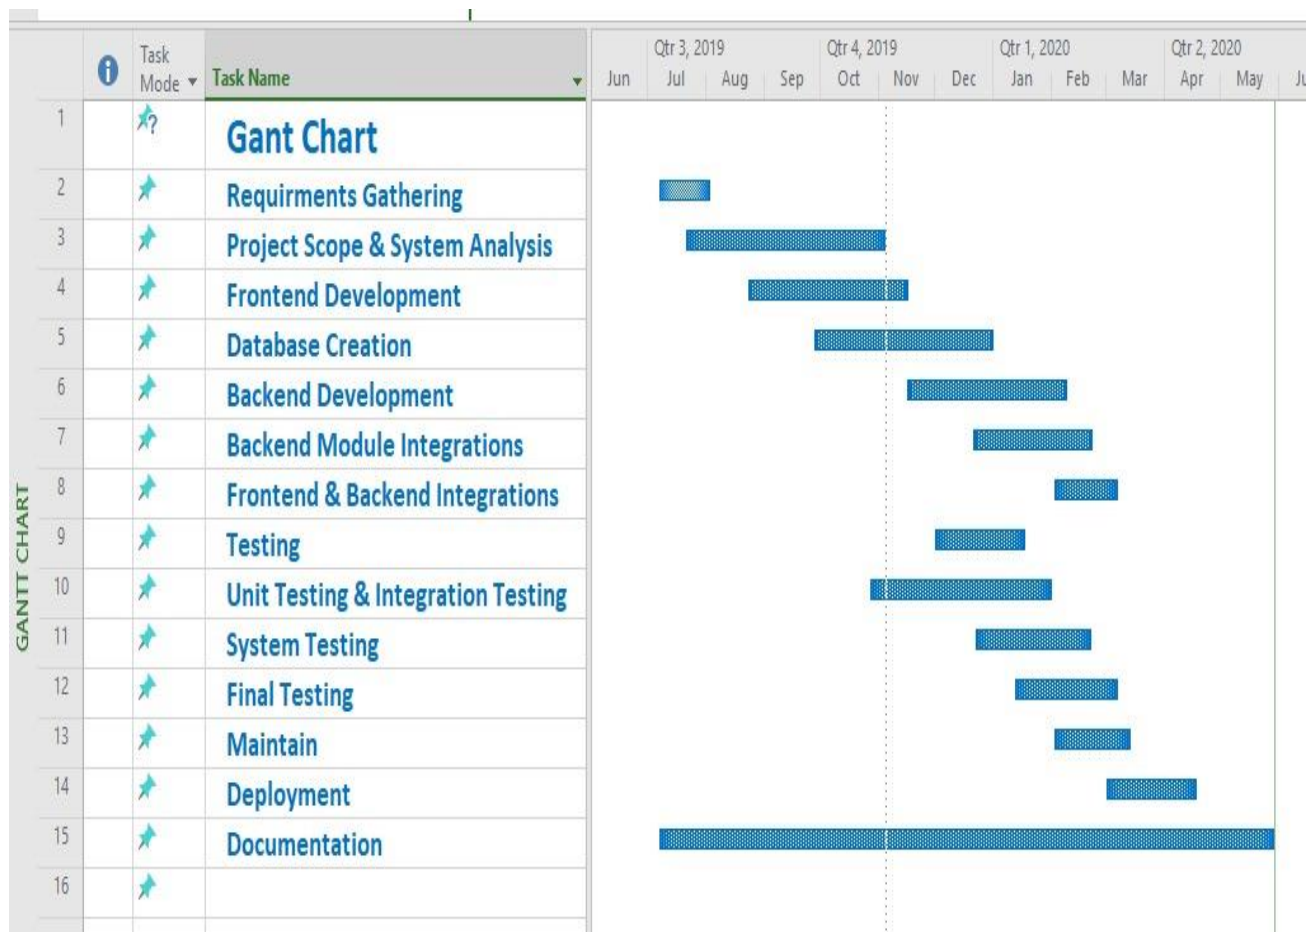 Task
Mode
Task Name
Qtr 3, 2019 Qtr 4, 2019 Qtr 1, 2020 Qtr 2, 2020
Jun Jul Aug Sep Oct Nov Dec Jan Feb Mar Apr May
1 Gant Chart
2 Requirments Gathering
3 Project Scope & System Analysis
4 Frontend Development
5 Database Creation
6 Backend Development
7 Backend Module Integrations
8 Frontend & Backend Integrations
9 Testing
10 Unit Testing & Integration Testing
11 System Testing
12 Final Testing
13 Maintain
14 Deployment
15 Documentation
16
GANTT CHART